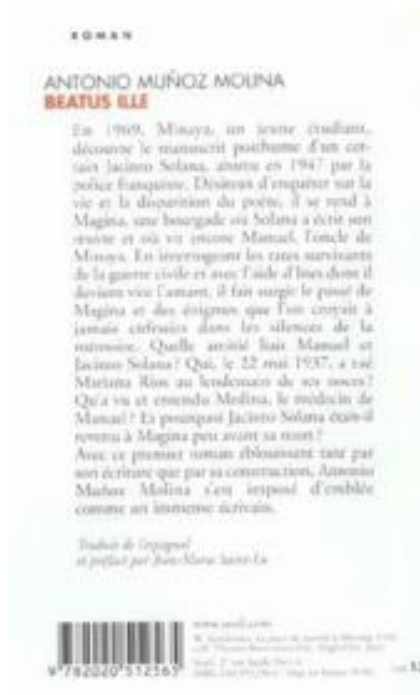 ROMAN
ANTONIO MUÑOZ MOLINA
BEATUS ILLE
En 1969, Minaya, un jeune étudiant,
découvre le manuscrit posthume d'un cer-
tain Jacinto Solana, abattu en 1947 par la
police franquiste. Désireux d'enquêter sur la
vie et la disparition du poète, il se rend à
Magina, une bourgade où Solana a écrit son
œuvre et où vit encore Manuel, l'oncle de
Minaya. En interrogeant les rares survivants
de la guerre civile et avec l'aide d'Inès dont il
devient vite l'amant, il fait surgir le passé de
Magina et des énigmes que l'on croyait à
jamais enfouies dans les silences de la
mémoire. Quelle amitié liait Manuel et
Jacinto Solana ? Qui, le 22 mai 1937, a tué
Mariana Rios au lendemain de ses noces ?
Qu'a vu et entendu Medina, le médecin de
Manuel ? Et pourquoi Jacinto Solana était-il
revenu à Magina peu avant sa mort ?
Avec ce premier roman éblouissant tant par
son écriture que par sa construction, Antonio
Muñoz Molina s'est imposé d'emblée
comme un immense écrivain.
Traduit de l'espagnol
et préfacé par Jean-Marie Saint-Lu
www.seuil.com
9 782020 512565